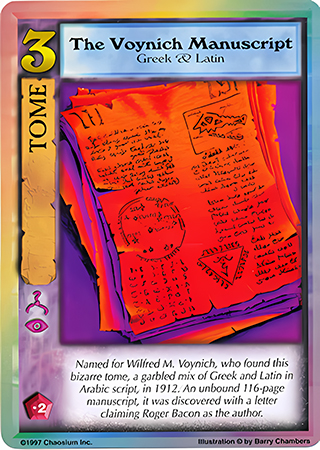 3
The Voynich Manuscript
Greek & Latin
TOME
Named for Wilfred M. Voynich, who found this
bizarre tome, a garbled mix of Greek and Latin in
Arabic script, in 1912. An unbound 116-page
manuscript, it was discovered with a letter
claiming Roger Bacon as the author.
-2
©1997 Chaosium Inc.
Illustration © by Barry Chambers